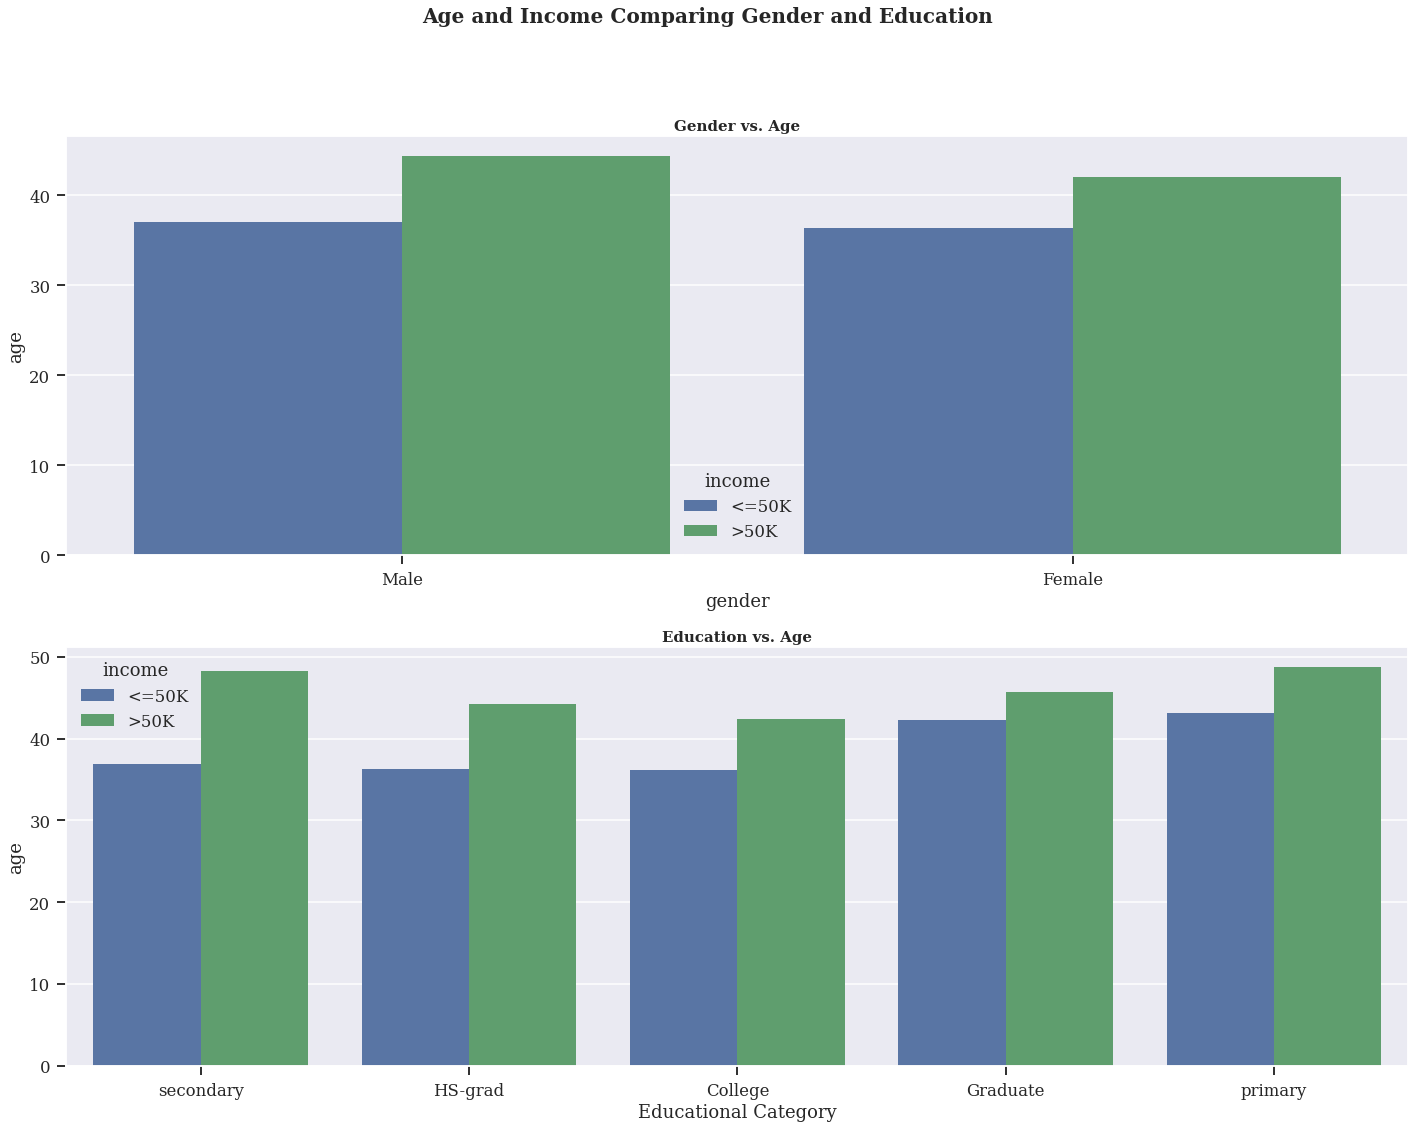 Age and Income Comparing Gender and Education
Gender vs. Age
age
40
30
20
10
0
income
<=50K
>50K
Male
Female
gender
Education vs. Age
age
50
40
30
20
10
0
income
<=50K
>50K
secondary
HS-grad
College
Graduate
primary
Educational Category